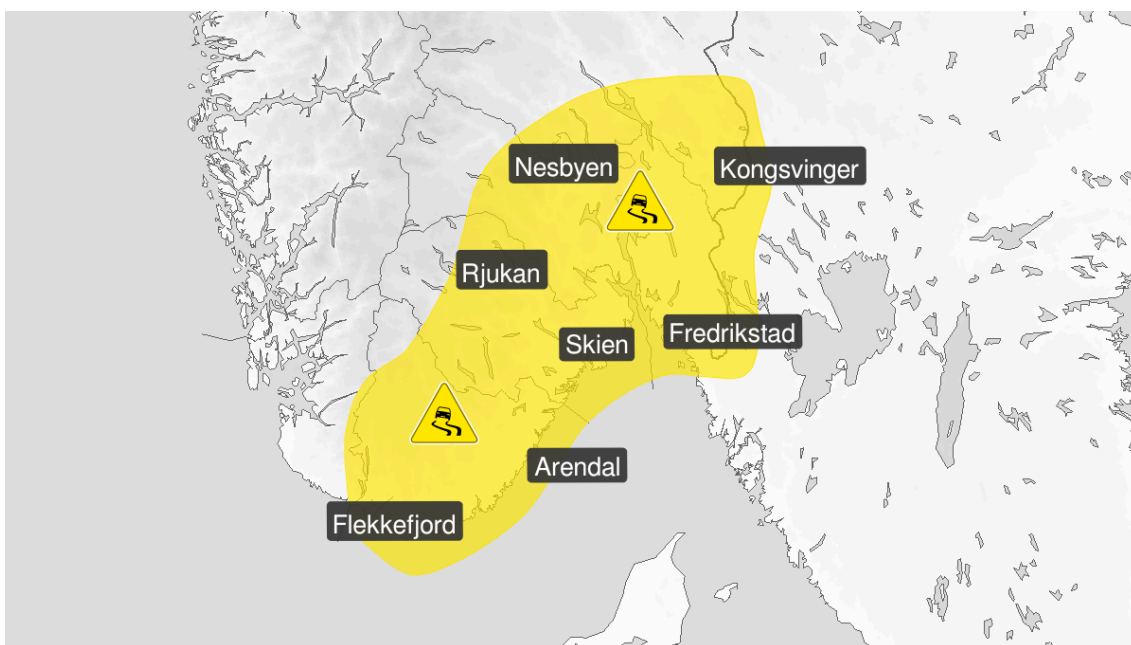 Nesbyen
Kongsvinger
Rjukan
Skien
Fredrikstad
Arendal
Flekkefjord